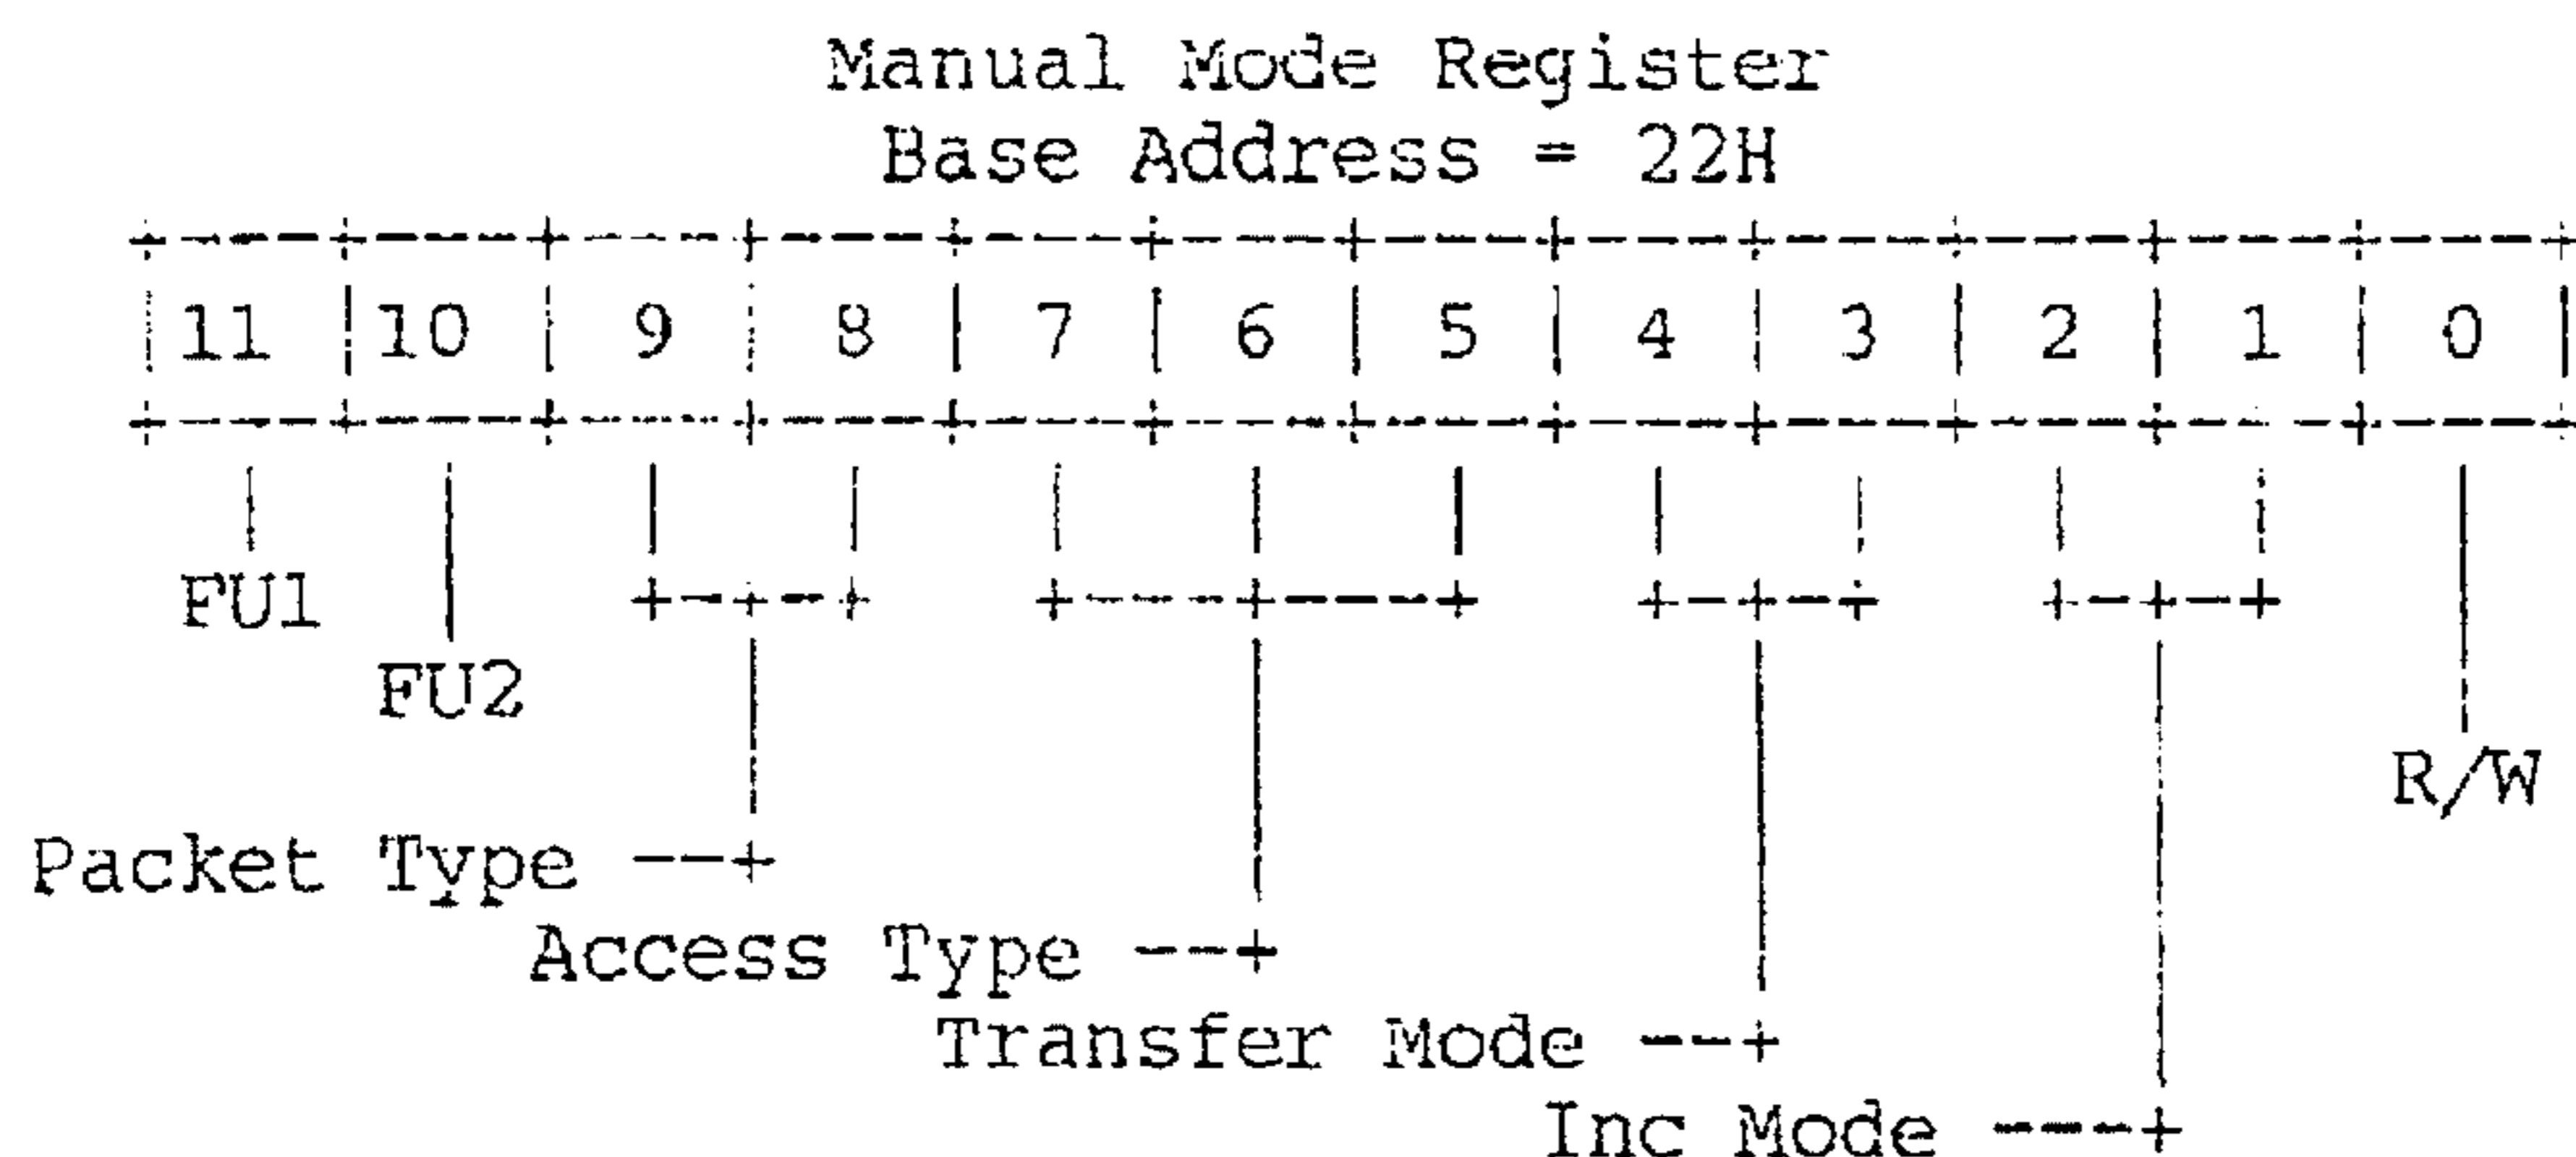 Manual Mode Register
Base Address = 22H
11 10 9 8 7 6 5 4 3 2 1 0
FU1
FU2
R/W
Packet Type
Access Type
Transfer Mode
Inc Mode